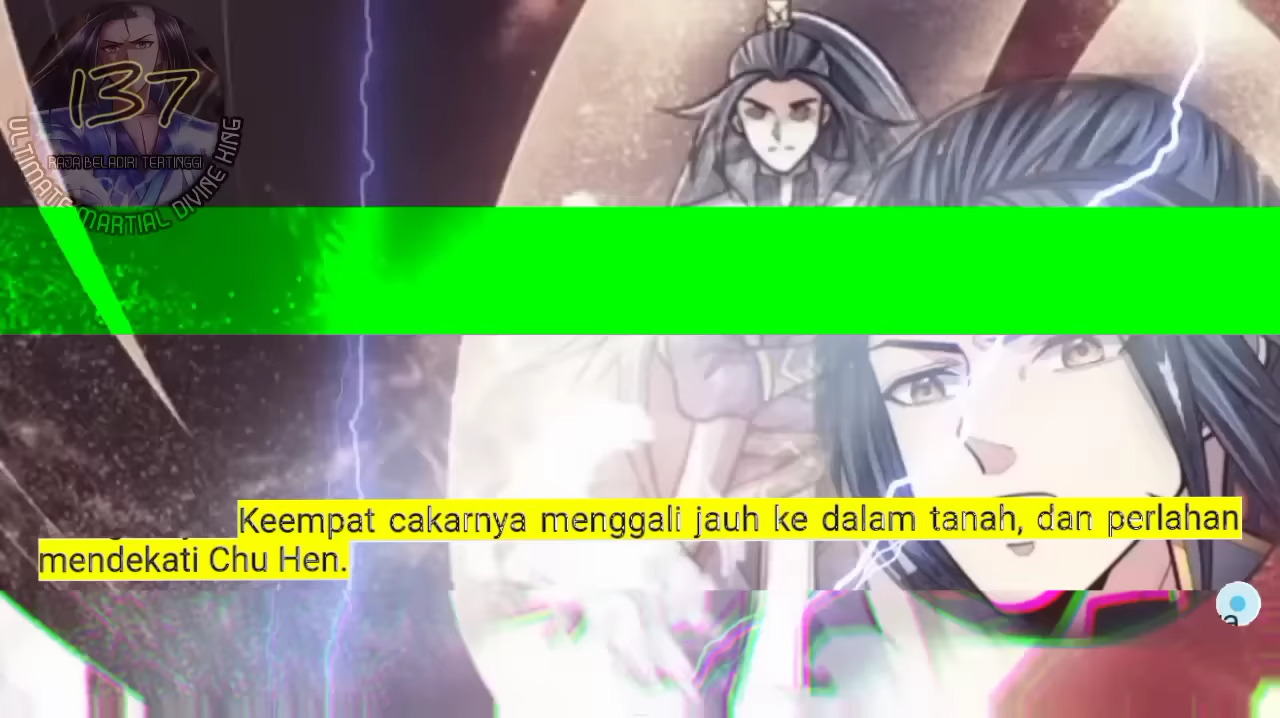 137
RAJA BELADIRI TERTINGGI
ULTIMATE MARTIAL DIVINE KING
Keempat cakarnya menggali jauh ke dalam tanah, dan perlahan
mendekati Chu Hen.